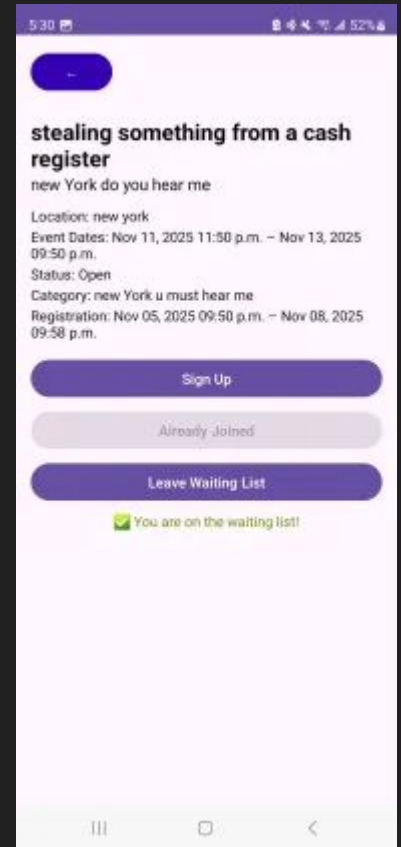 5:30 52%
←
stealing something from a cash
register
new York do you hear me
Location: new york
Event Dates: Nov 11, 2025 11:50 p.m. – Nov 13, 2025
09:50 p.m.
Status: Open
Category: new York u must hear me
Registration: Nov 05, 2025 09:50 p.m. – Nov 08, 2025
09:58 p.m.
Sign Up
Already Joined
Leave Waiting List
✅ You are on the waiting list!